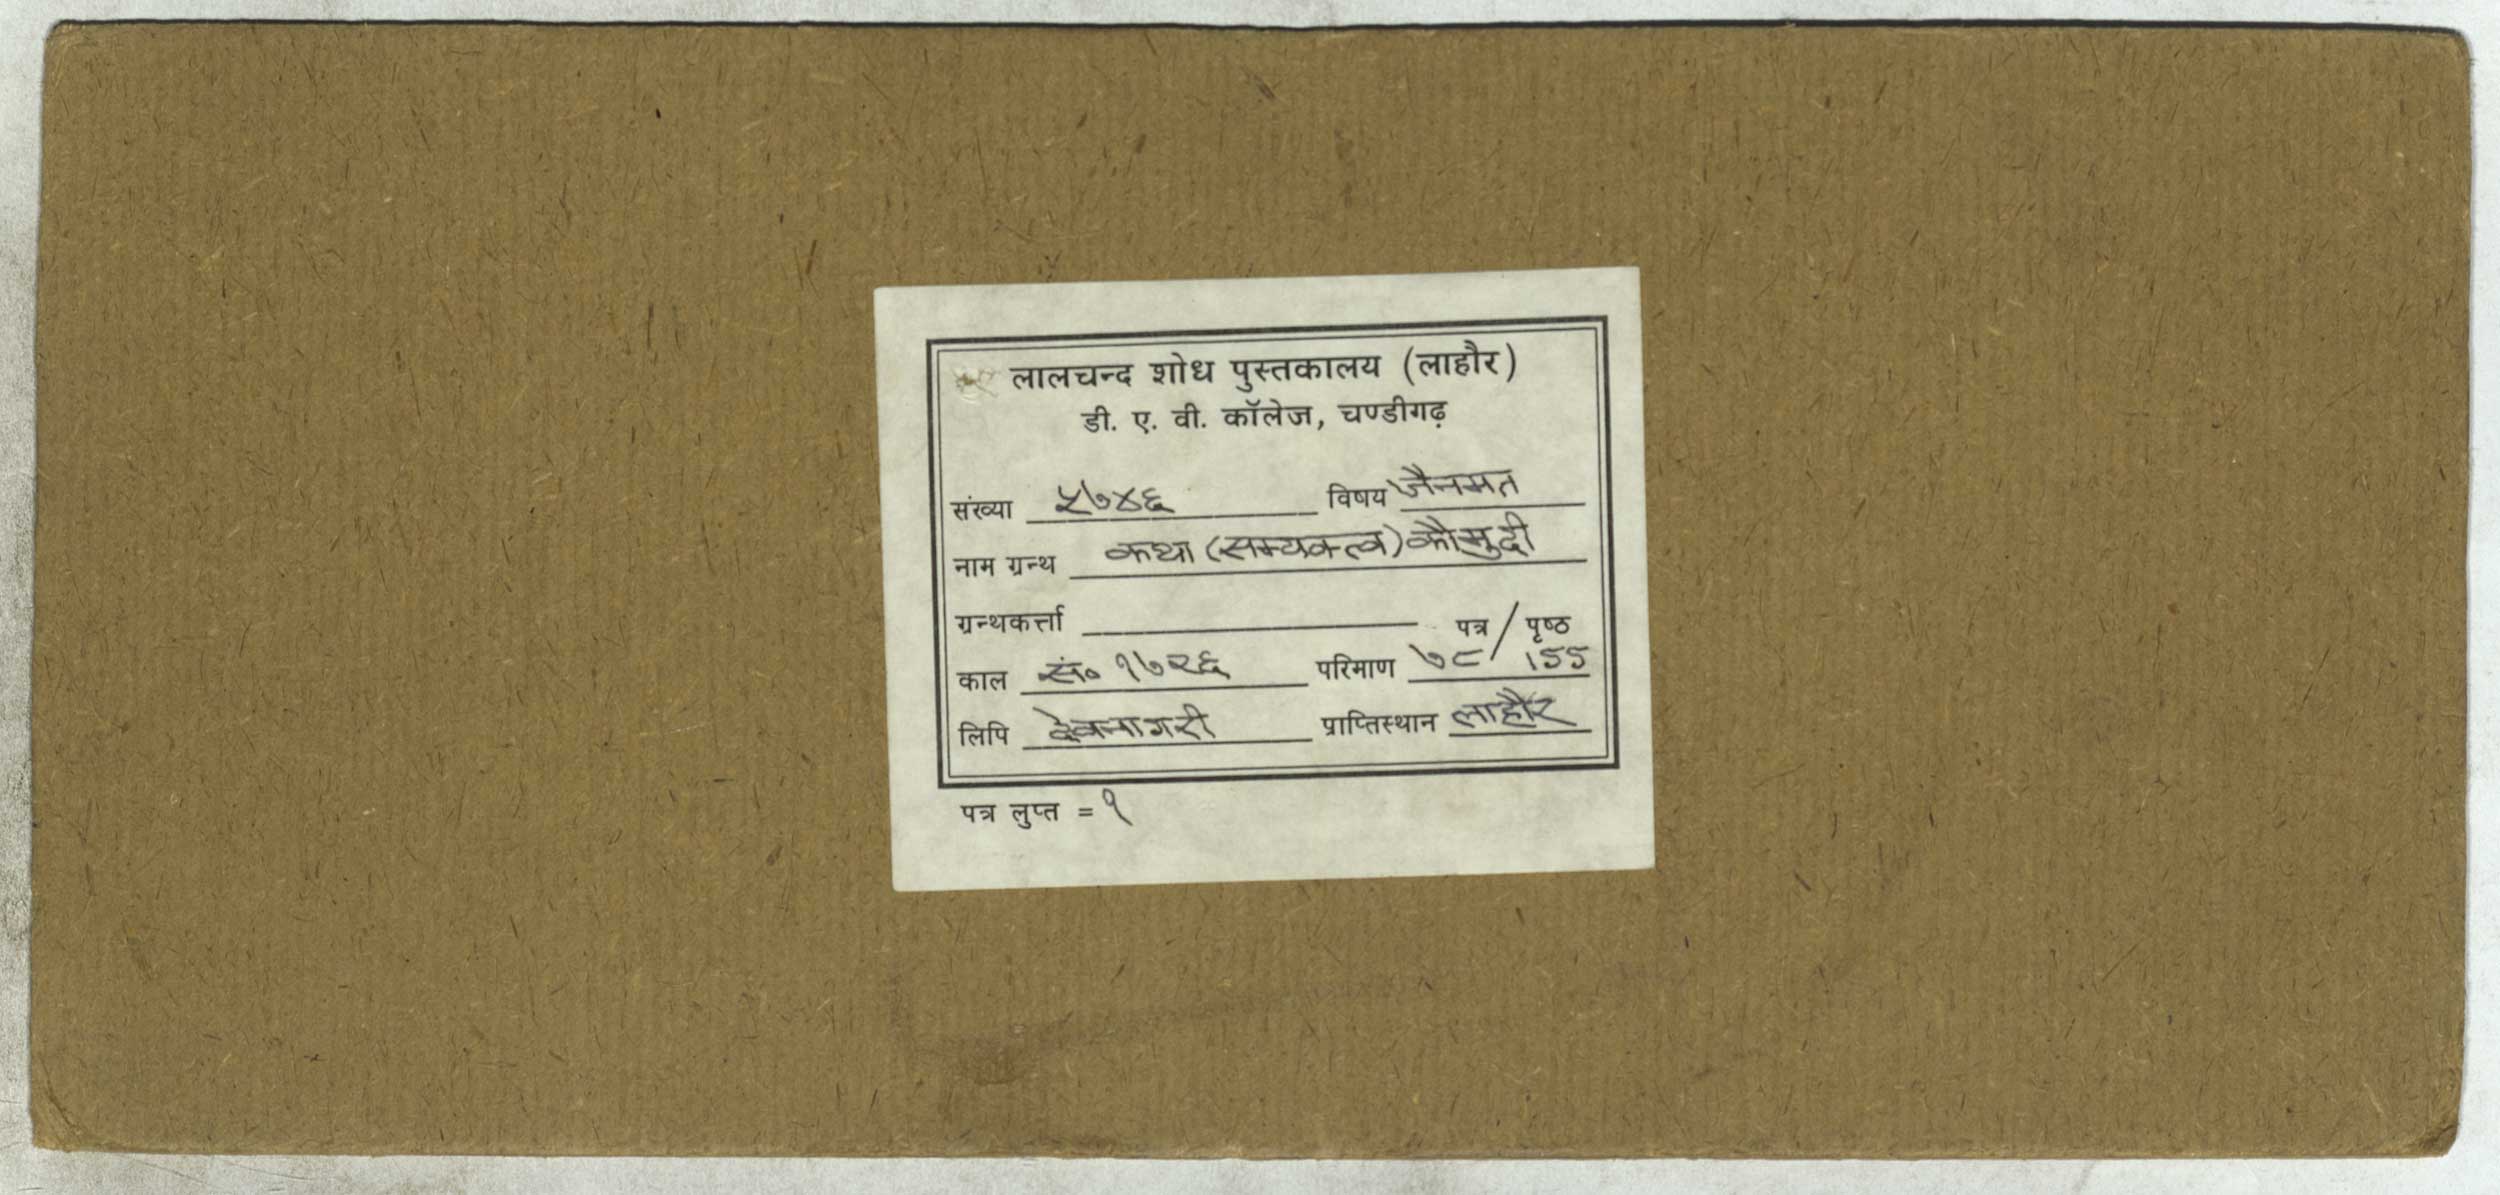 लालचन्द शोध पुस्तकालय (लाहौर)
डी. ए. वी. कॉलेज, चण्डीगढ़
संख्या ५७४६ विषय जैनमत
नाम ग्रन्थ कथा (सम्यक्त्व) कौमुदी
ग्रन्थकर्त्ता पत्र / पृष्ठ
काल सं० १७२६ परिमाण ७८ / 155
लिपि देवनागरी प्राप्तिस्थान लाहौर
पत्र लुप्त = १